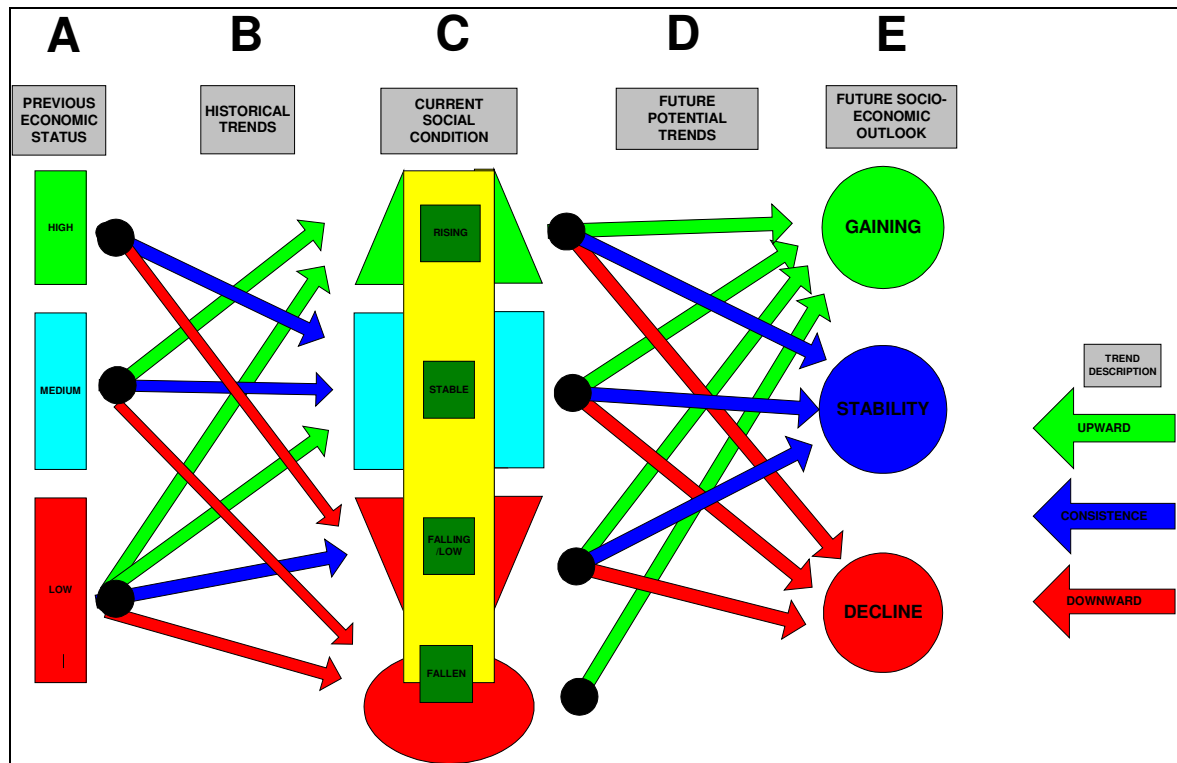 A
B
C
D
E
PREVIOUS
ECONOMIC
STATUS
HISTORICAL
TRENDS
CURRENT
SOCIAL
CONDITION
FUTURE
POTENTIAL
TRENDS
FUTURE SOCIO-
ECONOMIC
OUTLOOK
HIGH
RISING
GAINING
MEDIUM
STABLE
STABILITY
TREND
DESCRIPTION
UPWARD
CONSISTENCE
LOW
FALLING
/LOW
DECLINE
DOWNWARD
FALLEN